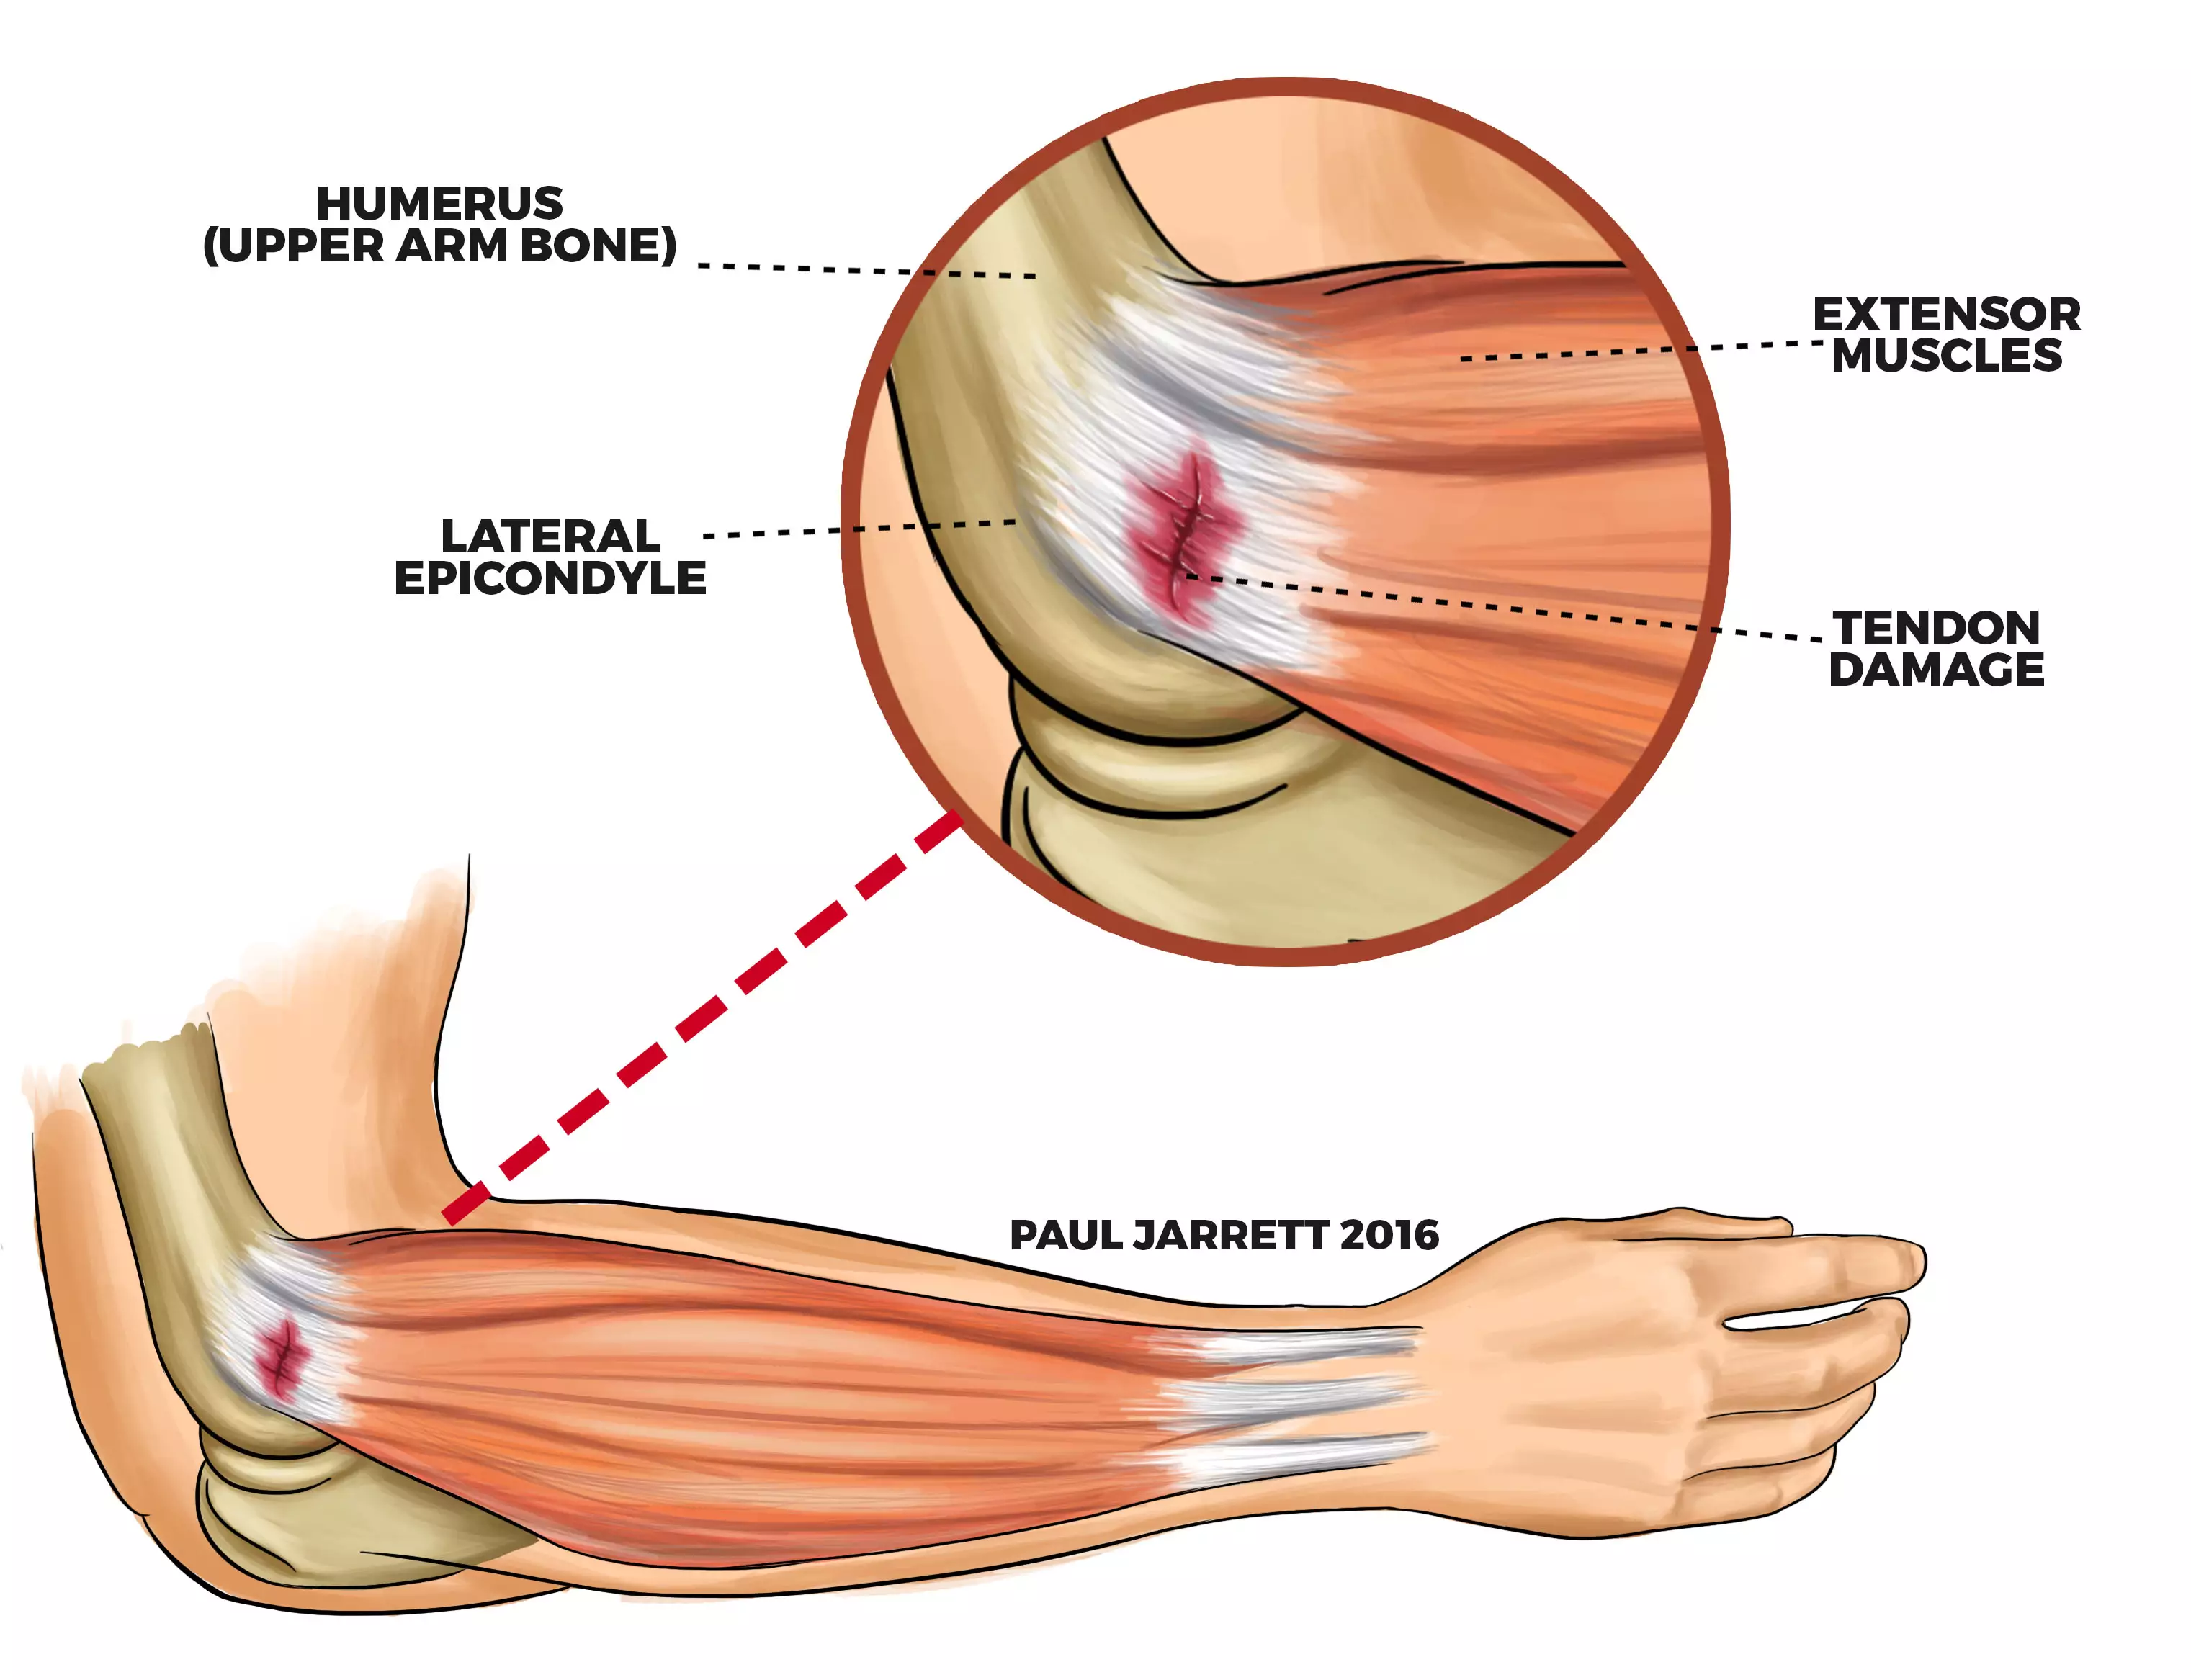 HUMERUS
(UPPER ARM BONE)
EXTENSOR
MUSCLES
LATERAL
EPICONDYLE
TENDON
DAMAGE
PAUL JARRETT 2016